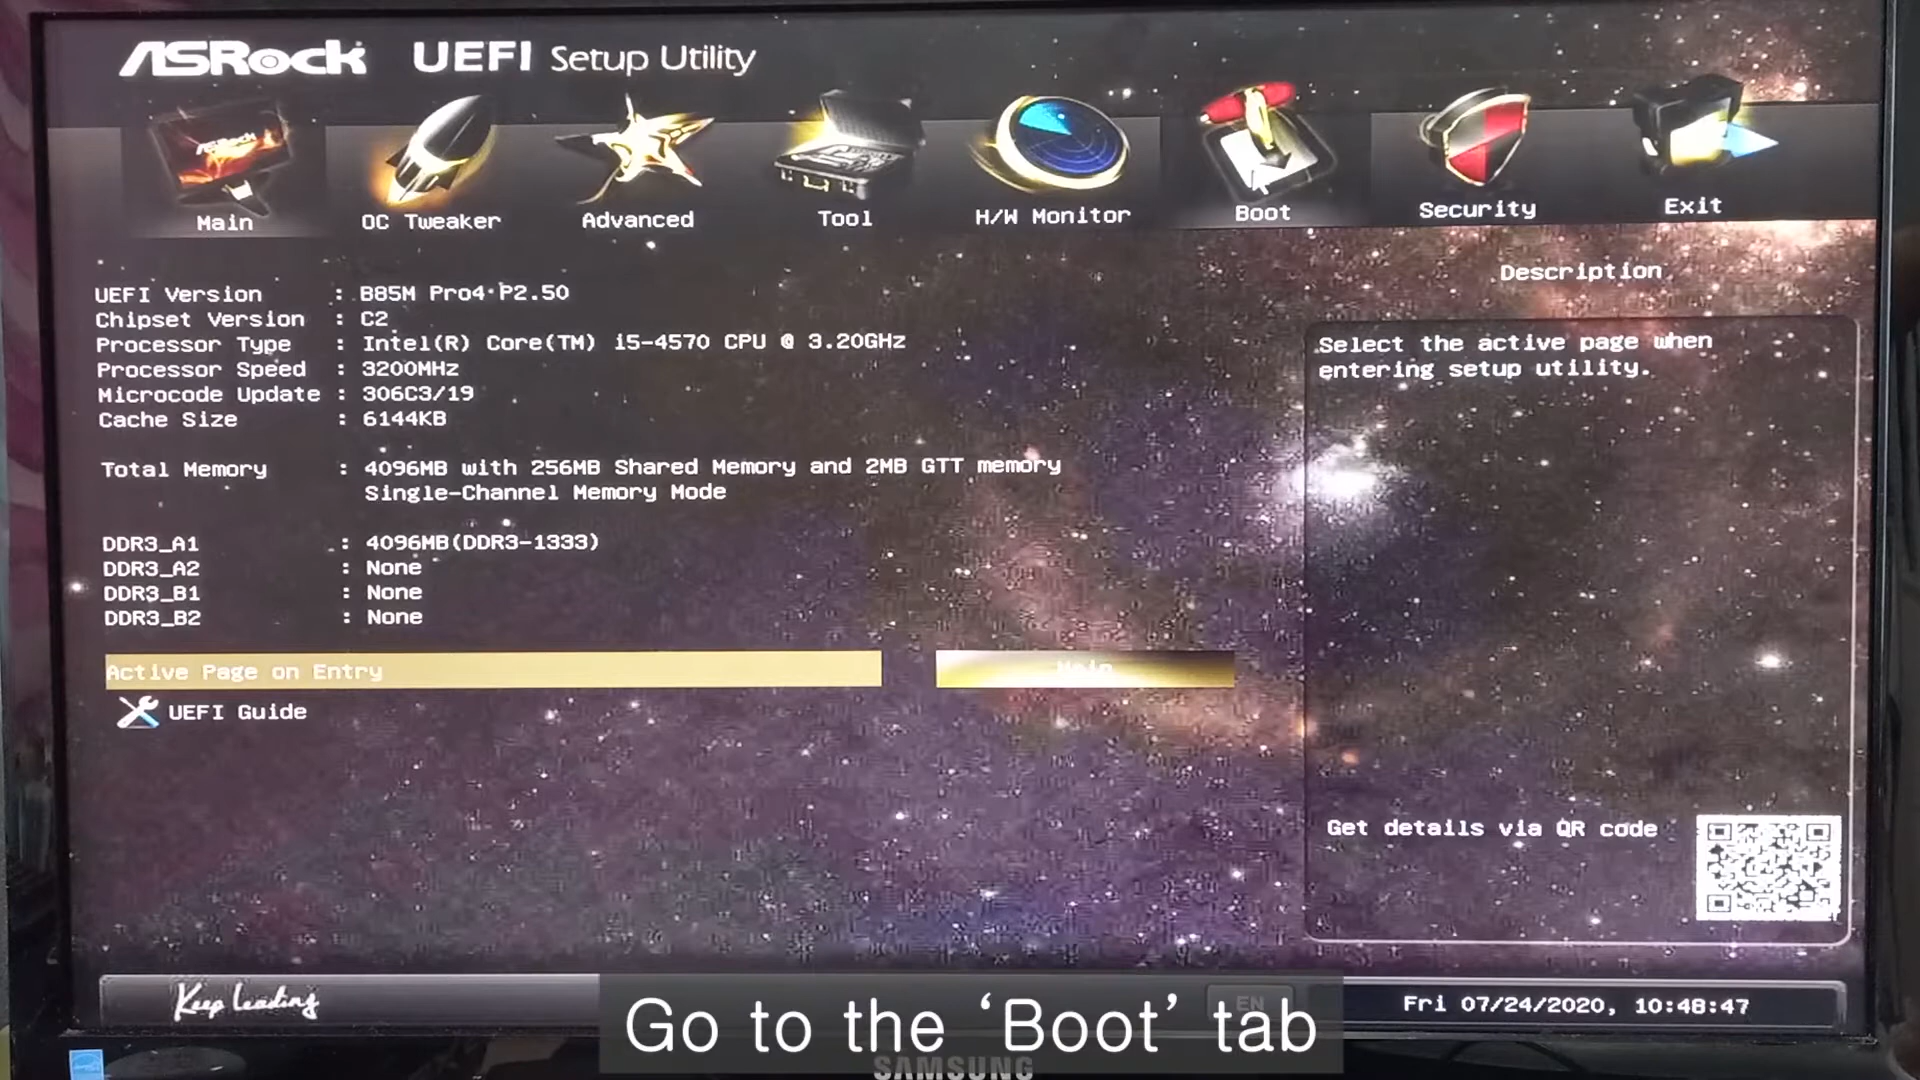 ASRock UEFI Setup Utility
ASRock
Main
OC Tweaker
Advanced
Tool
H/W Monitor
Boot
Security
Exit
UEFI Version : B85M Pro4 P2.50
Chipset Version : C2
Processor Type : Intel(R) Core(TM) i5-4570 CPU @ 3.20GHz
Processor Speed : 3200MHz
Microcode Update : 306C3/19
Cache Size : 6144KB
Total Memory : 4096MB with 256MB Shared Memory and 2MB GTT memory
Single-Channel Memory Mode
DDR3_A1 : 4096MB(DDR3-1333)
DDR3_A2 : None
DDR3_B1 : None
DDR3_B2 : None
Active Page on Entry
Main
UEFI Guide
Description
Select the active page when
entering setup utility.
Get details via QR code
Keep Leading
EN
Fri 07/24/2020, 10:48:47
Go to the ‘Boot’ tab
SAMSUNG